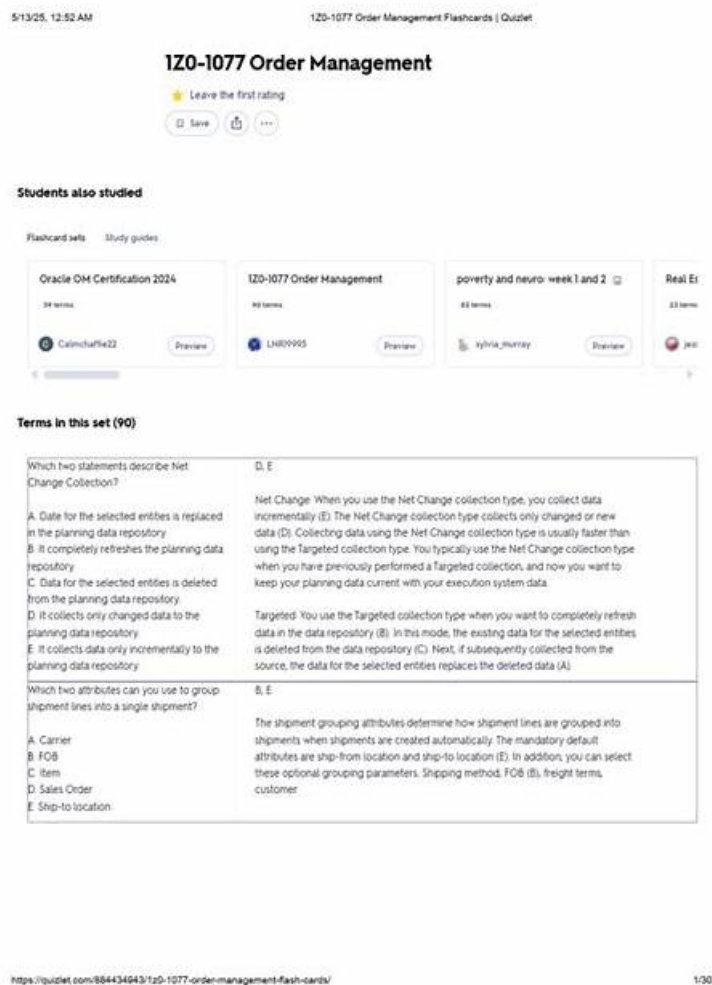 5/13/25, 12:52 AM
1Z0-1077 Order Management Flashcards | Quizlet
1Z0-1077 Order Management
Leave the first rating
Save
Students also studied
Flashcard sets
Study guides
Oracle OM Certification 2024
34 terms
Calmchaffie22
Preview
1Z0-1077 Order Management
90 terms
LHR19995
Preview
poverty and neuro: week 1 and 2
83 terms
sylvia_murray
Preview
Real Es
23 terms
jes
Terms in this set (90)
Which two statements describe Net
Change Collection?
A. Date for the selected entities is replaced
in the planning data repository
B. It completely refreshes the planning data
repository
C. Data for the selected entities is deleted
from the planning data repository.
D. It collects only changed data to the
planning data repository
E. It collects data only incrementally to the
planning data repository
D, E
Net Change: When you use the Net Change collection type, you collect data
incrementally (E). The Net Change collection type collects only changed or new
data (D). Collecting data using the Net Change collection type is usually faster than
using the Targeted collection type. You typically use the Net Change collection type
when you have previously performed a Targeted collection, and now you want to
keep your planning data current with your execution system data.
Targeted: You use the Targeted collection type when you want to completely refresh
data in the data repository (B). In this mode, the existing data for the selected entities
is deleted from the data repository (C). Next, if subsequently collected from the
source, the data for the selected entities replaces the deleted data (A).
Which two attributes can you use to group
shipment lines into a single shipment?
A. Carrier
B. FOB
C. Item
D. Sales Order
E. Ship-to location
B, E
The shipment grouping attributes determine how shipment lines are grouped into
shipments when shipments are created automatically. The mandatory default
attributes are ship-from location and ship-to location (E). In addition, you can select
these optional grouping parameters: Shipping method, FOB (B), freight terms,
customer
https://quizlet.com/884434943/1z0-1077-order-management-flash-cards/
1/30